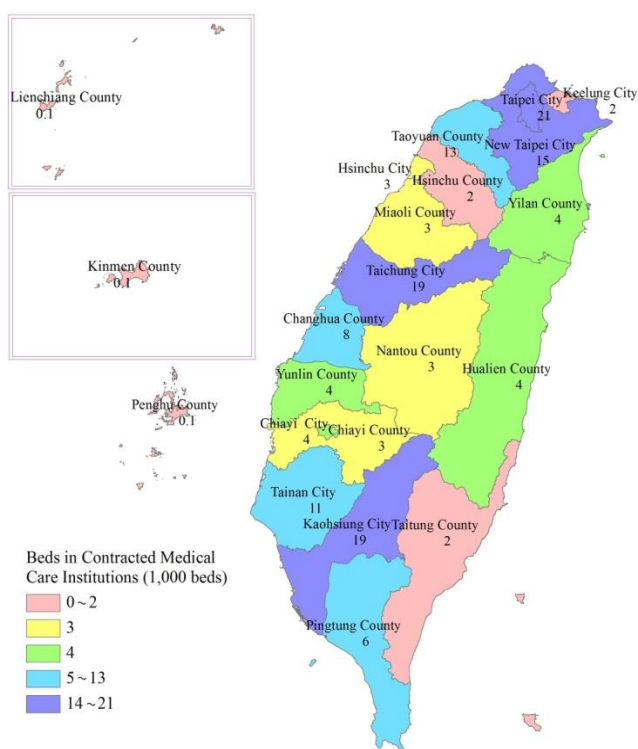 Lienchiang County
0.1
Kinmen County
0.1
Penghu County
0.1
Taipei City
21
Keelung City
2
New Taipei City
15
Taoyuan County
13
Hsinchu City
3
Hsinchu County
2
Yilan County
4
Miaoli County
3
Taichung City
19
Changhua County
8
Nantou County
3
Hualien County
4
Yunlin County
4
Chiayi City
4
Chiayi County
3
Tainan City
11
Kaohsiung City
19
Taitung County
2
Pingtung County
6
Beds in Contracted Medical
Care Institutions (1,000 beds)
0~2
3
4
5~13
14~21